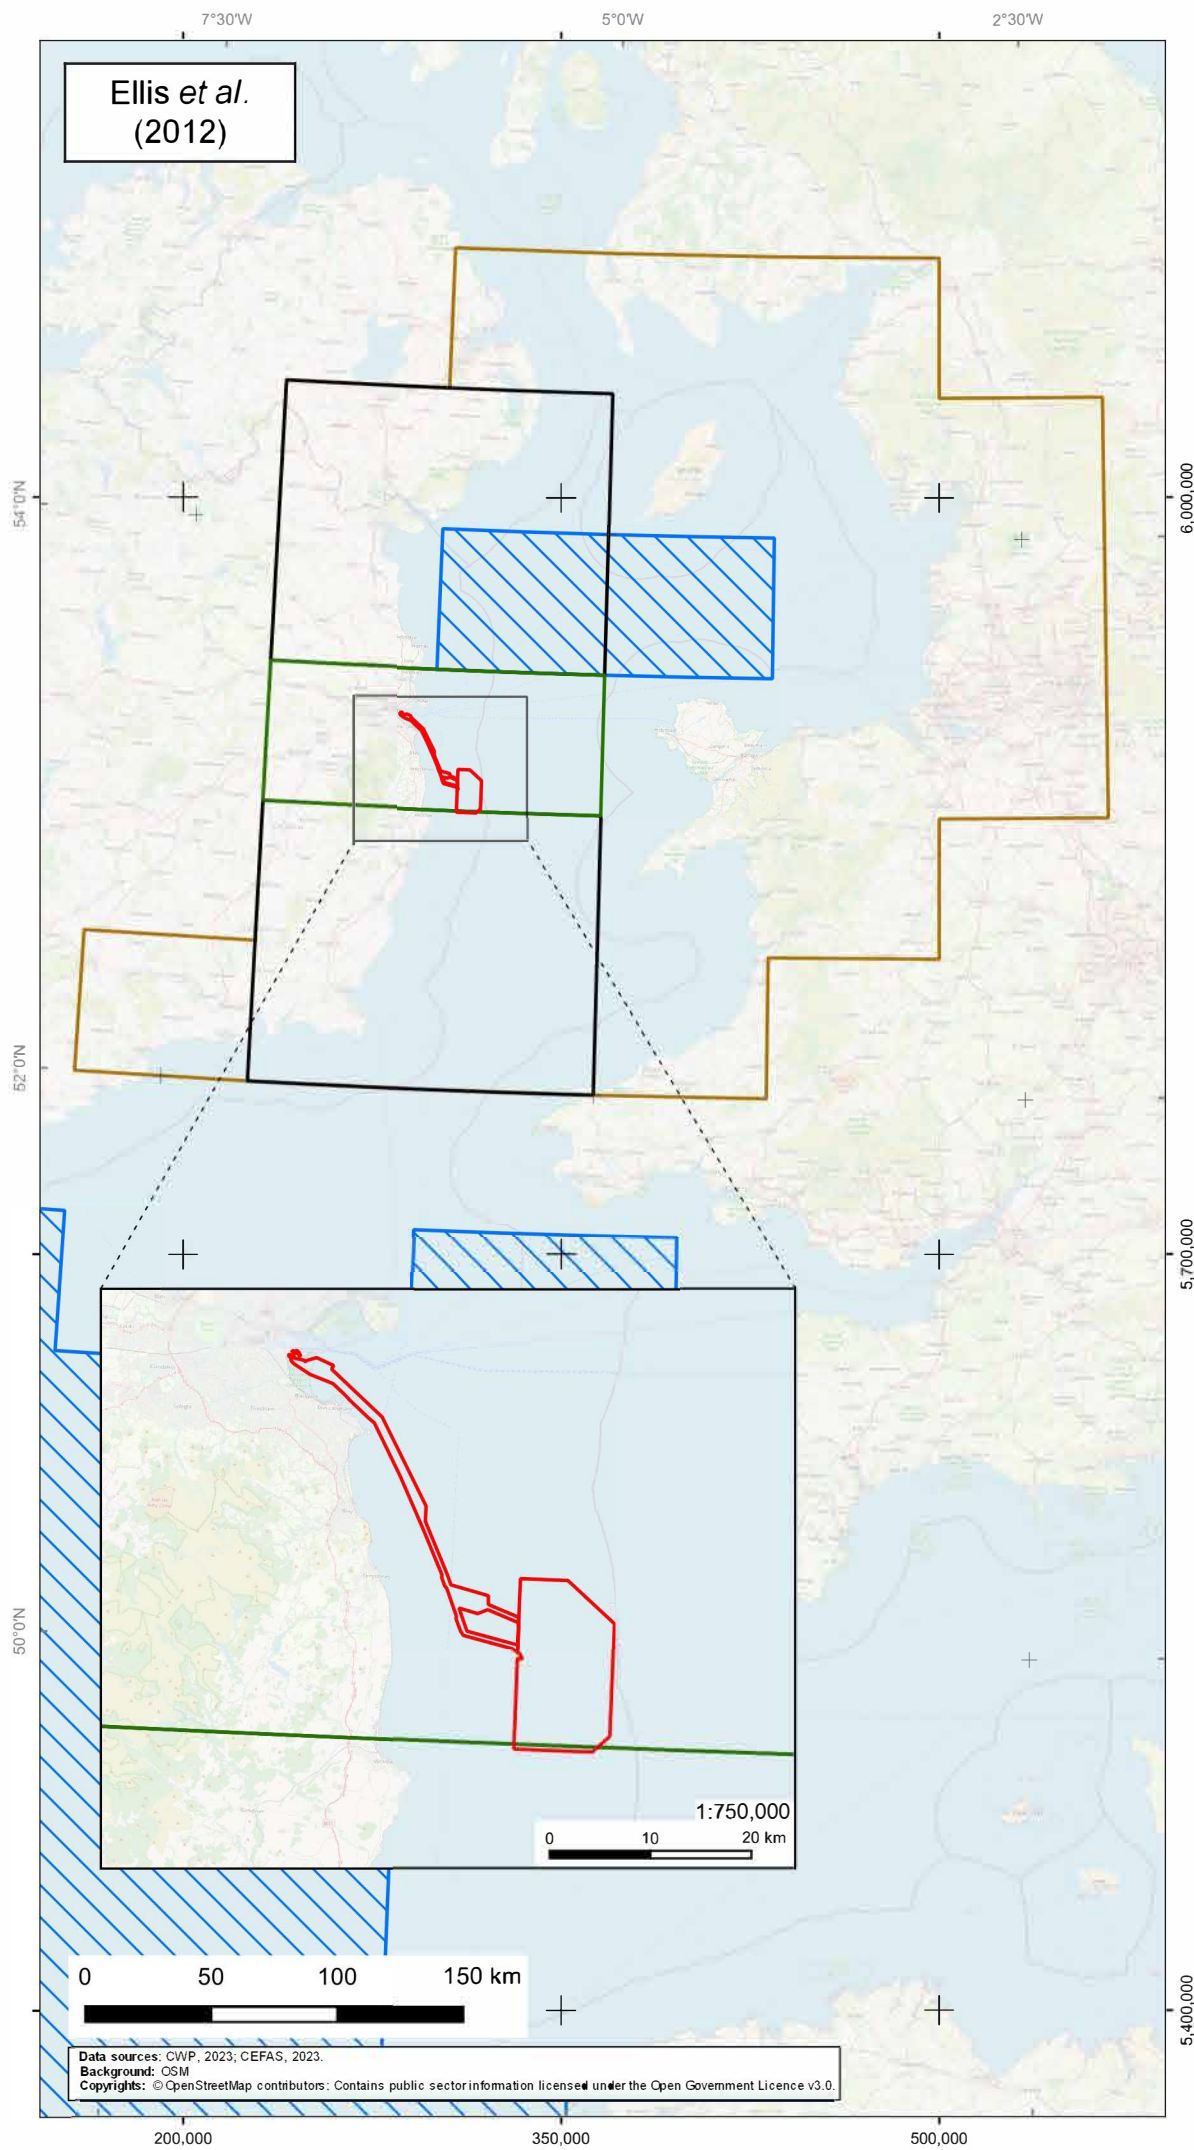 7°30'W 5°0'W 2°30'W
Ellis et al.
(2012)
54°0'N
6,000,000
52°0'N
5,700,000
50°0'N
1:750,000
0 10 20 km
0 50 100 150 km
5,400,000
Data sources: CWP, 2023; CEFAS, 2023.
Background: OSM
Copyrights: © OpenStreetMap contributors; Contains public sector information licensed under the Open Government Licence v3.0.
200,000 350,000 500,000